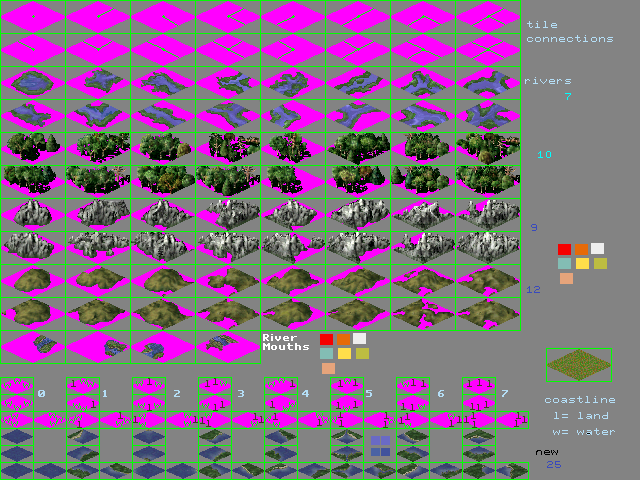 tile
connections
rivers
7
10
9
12
River
Mouths
0 1 2 3 4 5 6 7
coastline
l= land
w= water
new
25